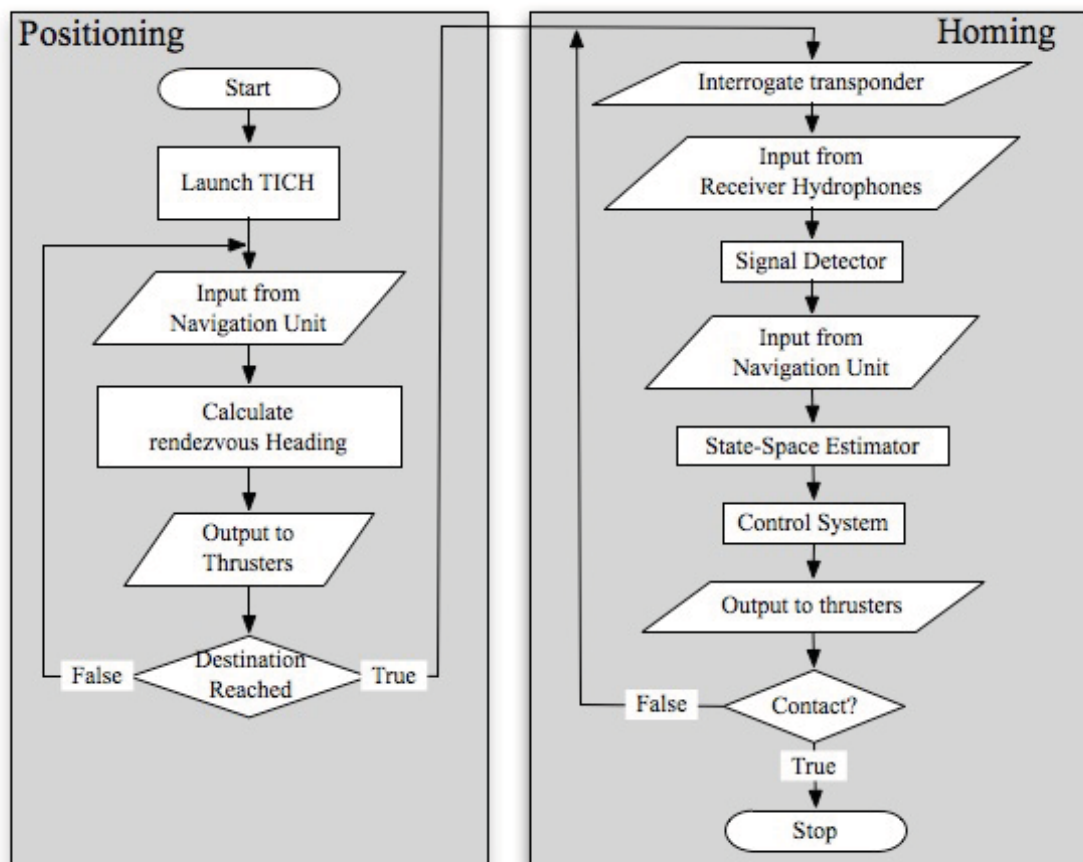 Positioning
Start
Launch TICH
Input from
Navigation Unit
Calculate
rendezvous Heading
Output to
Thrusters
Destination
Reached
False
True
Homing
Interrogate transponder
Input from
Receiver Hydrophones
Signal Detector
Input from
Navigation Unit
State-Space Estimator
Control System
Output to thrusters
Contact?
False
True
Stop